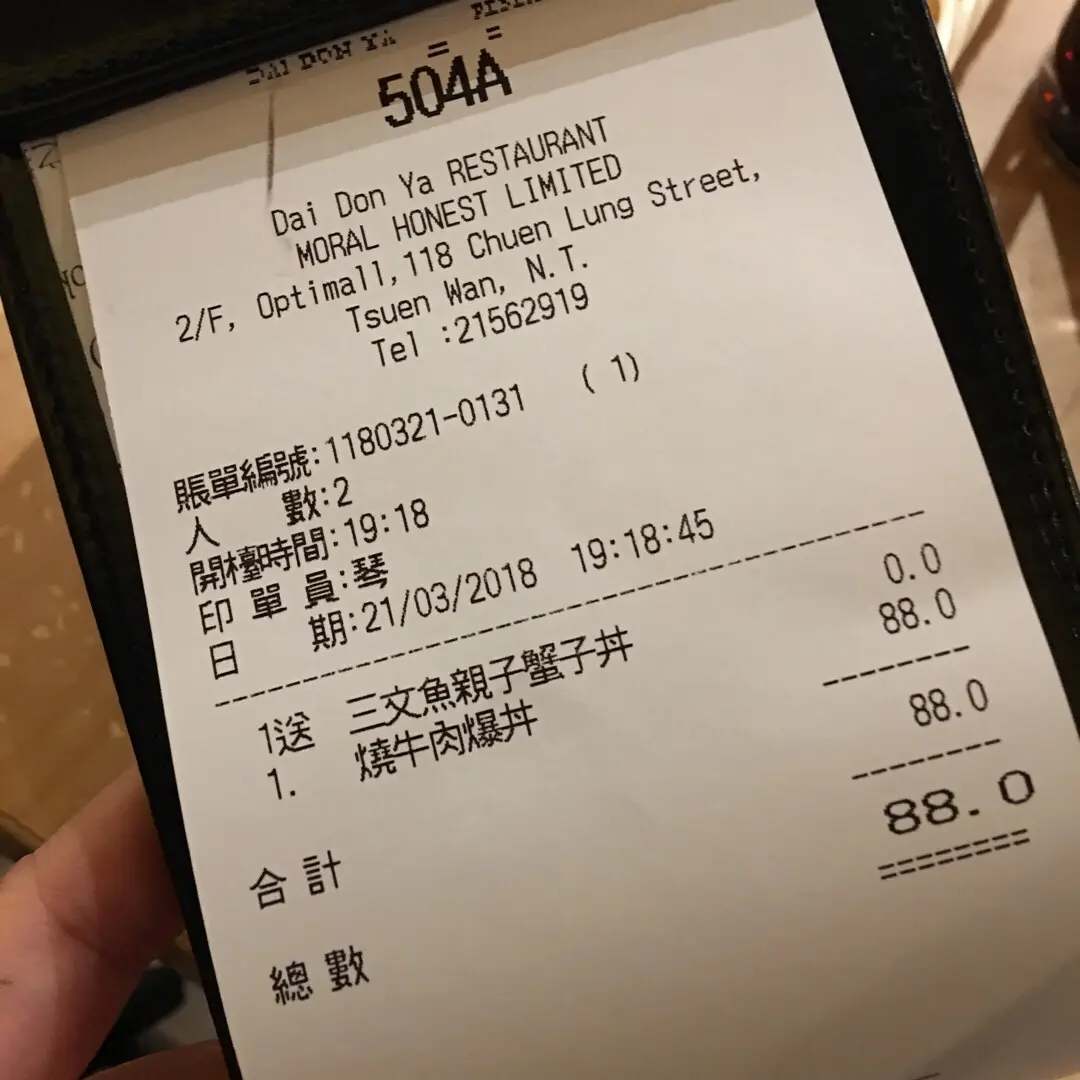 DAI DON YA
= =
504A
Dai Don Ya RESTAURANT
MORAL HONEST LIMITED
2/F, Optimall,118 Chuen Lung Street,
Tsuen Wan, N.T.
Tel :21562919
賬單編號:1180321-0131 ( 1)
人 數:2
開檯時間:19:18
印 單 員:琴
日 期:21/03/2018 19:18:45
1送 三文魚親子蟹子丼 0.0
1. 燒牛肉爆丼 88.0
合 計 88.0
總 數 88.0